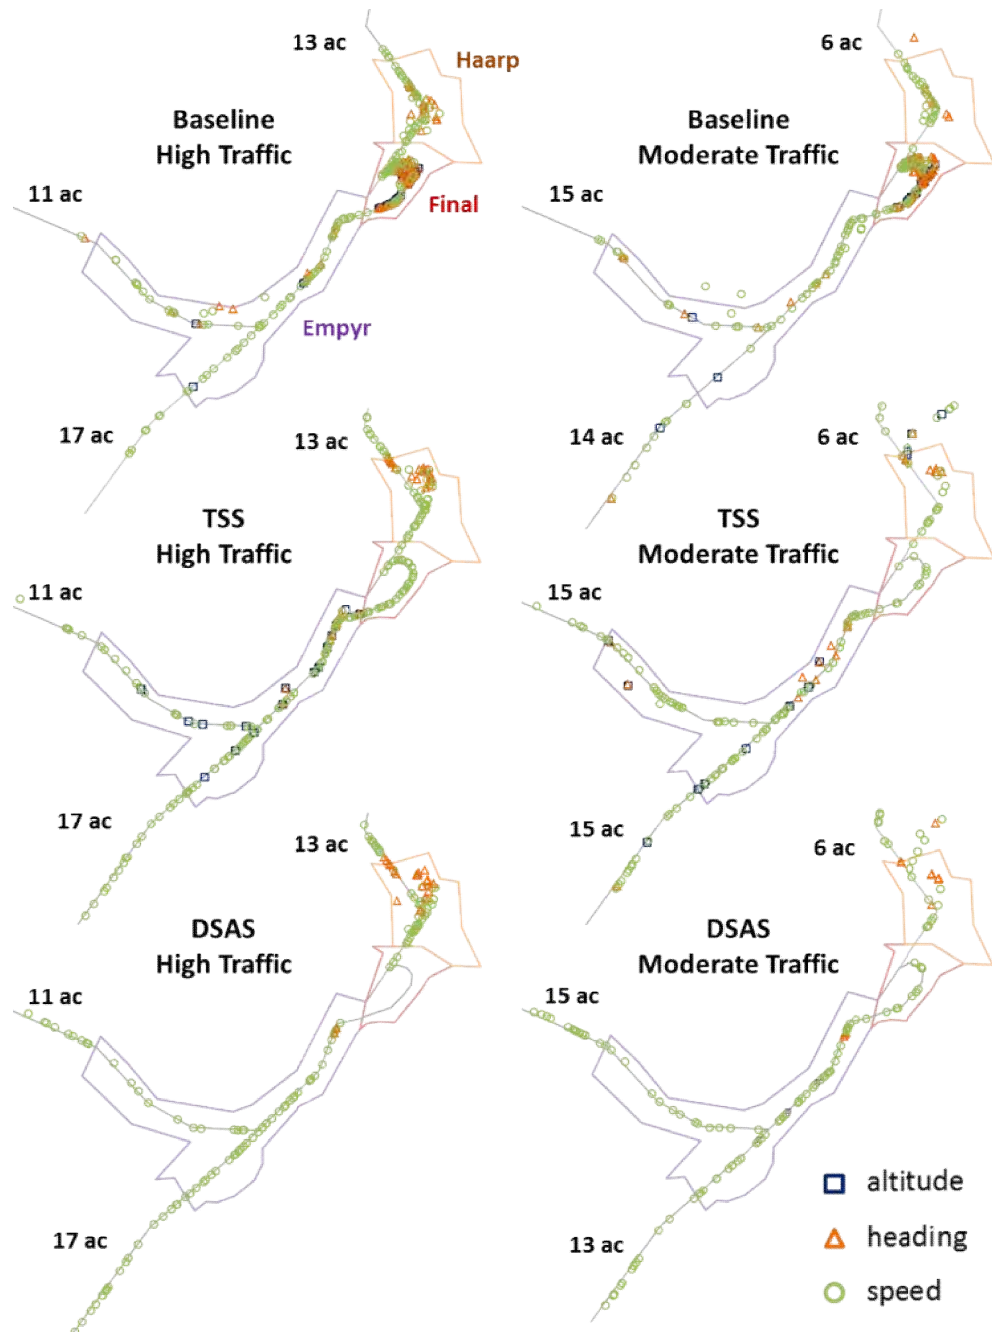 13 ac
6 ac
Haarp
Baseline
High Traffic
Baseline
Moderate Traffic
11 ac
15 ac
Final
Empyr
17 ac
14 ac
13 ac
6 ac
TSS
High Traffic
TSS
Moderate Traffic
11 ac
15 ac
17 ac
15 ac
13 ac
6 ac
DSAS
High Traffic
DSAS
Moderate Traffic
11 ac
15 ac
17 ac
13 ac
altitude
heading
speed